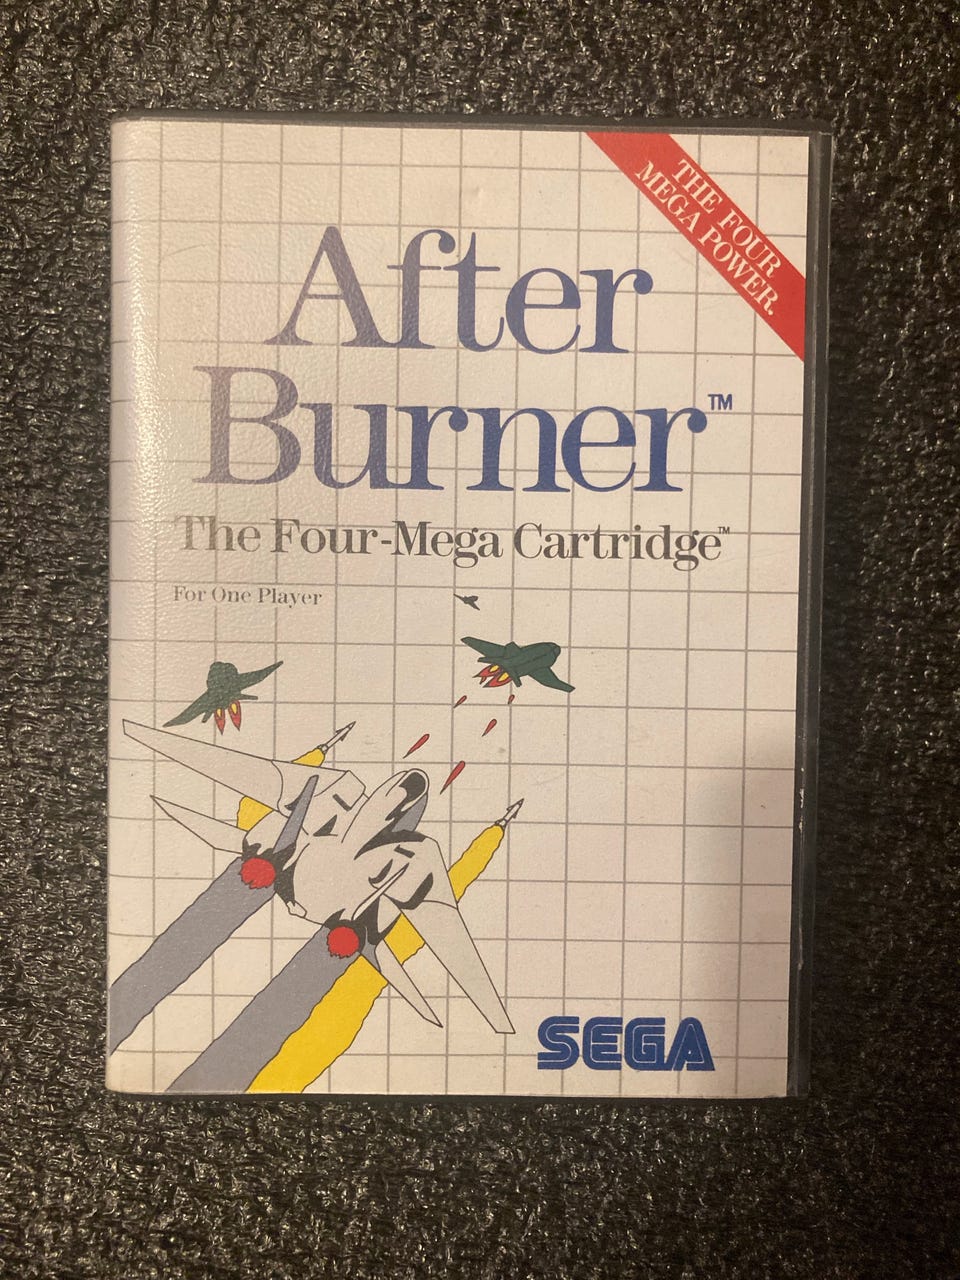 THE FOUR
MEGA POWER.
After
Burner™
The Four-Mega Cartridge™
For One Player
SEGA